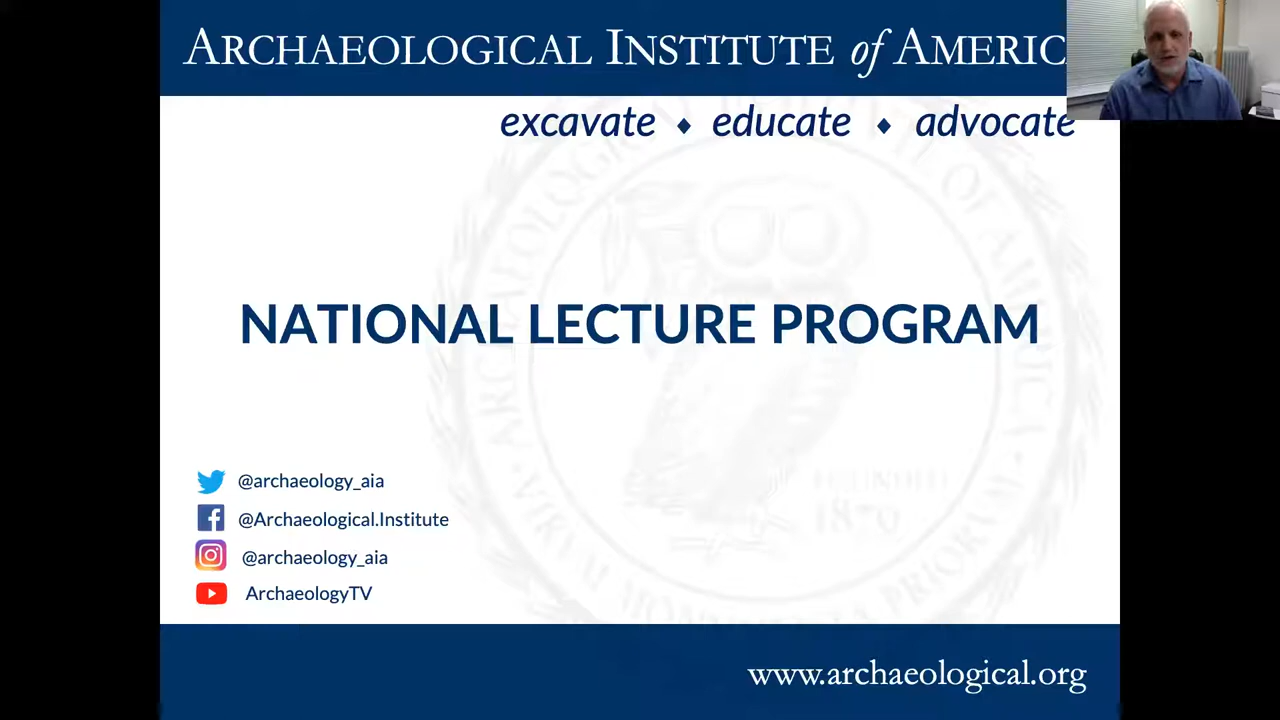 ARCHAEOLOGICAL INSTITUTE of AMERIC
excavate ♦ educate ♦ advocate
NATIONAL LECTURE PROGRAM
@archaeology_aia
@Archaeological.Institute
@archaeology_aia
ArchaeologyTV
www.archaeological.org